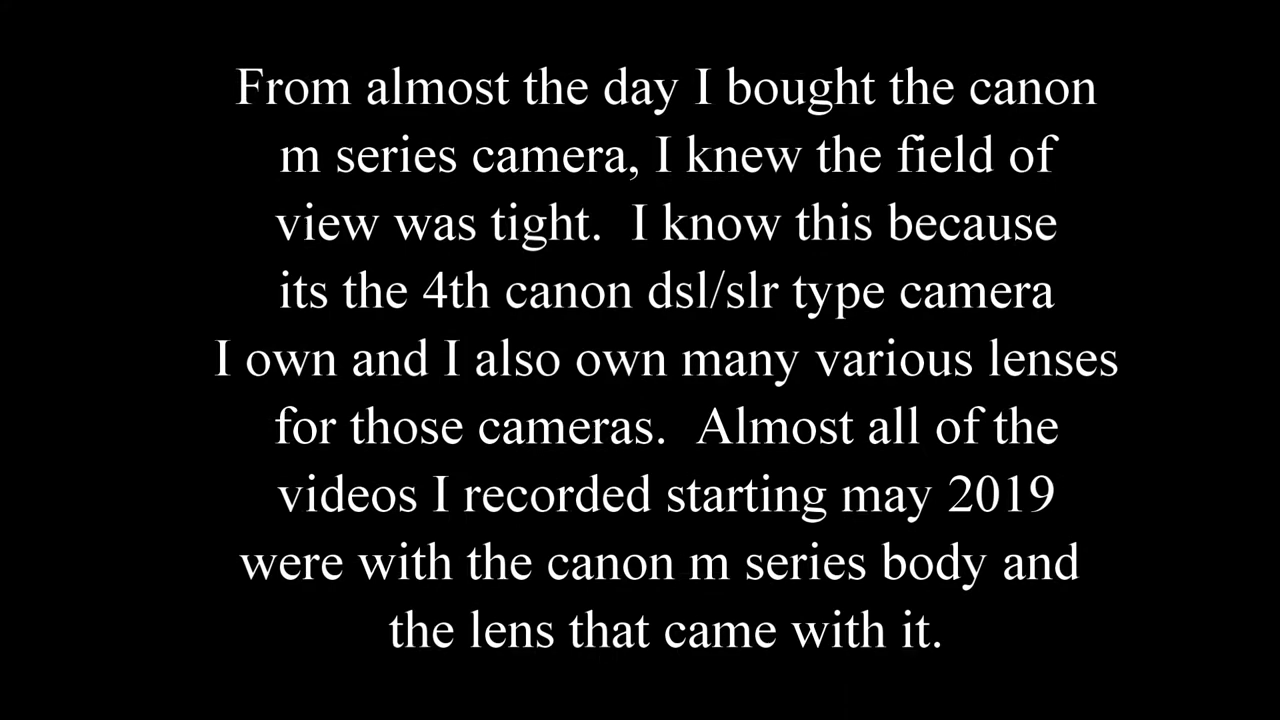 From almost the day I bought the canon
m series camera, I knew the field of
view was tight.  I know this because
its the 4th canon dsl/slr type camera
I own and I also own many various lenses
for those cameras.  Almost all of the
videos I recorded starting may 2019
were with the canon m series body and
the lens that came with it.